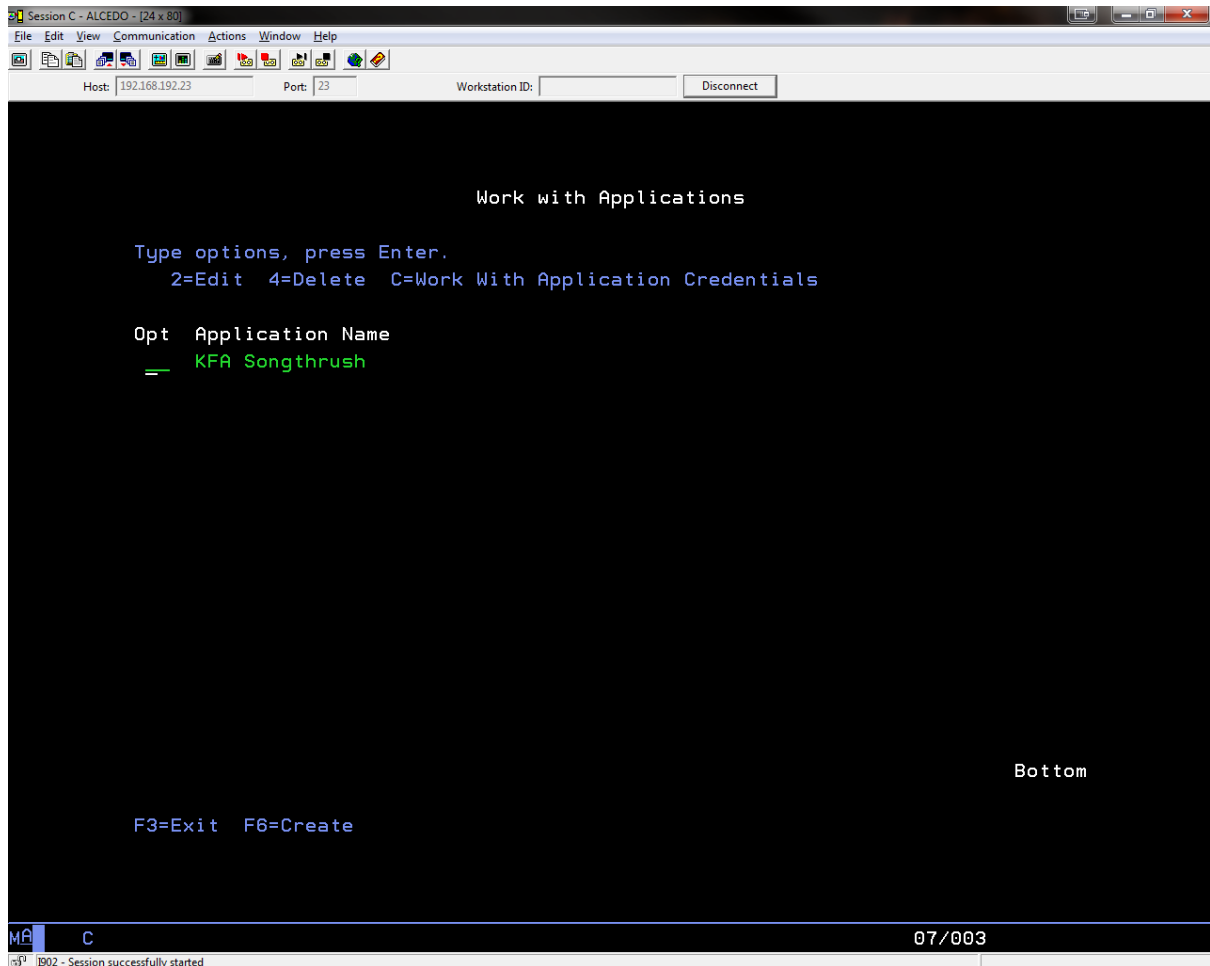 Session C - ALCEDO - [24 x 80]
File Edit View Communication Actions Window Help
Host: 192.168.192.23 Port: 23 Workstation ID: Disconnect
Work with Applications
Type options, press Enter.
2=Edit 4=Delete C=Work With Application Credentials
Opt Application Name
KFA Songthrush
Bottom
F3=Exit F6=Create
MA C 07/003
I902 - Session successfully started